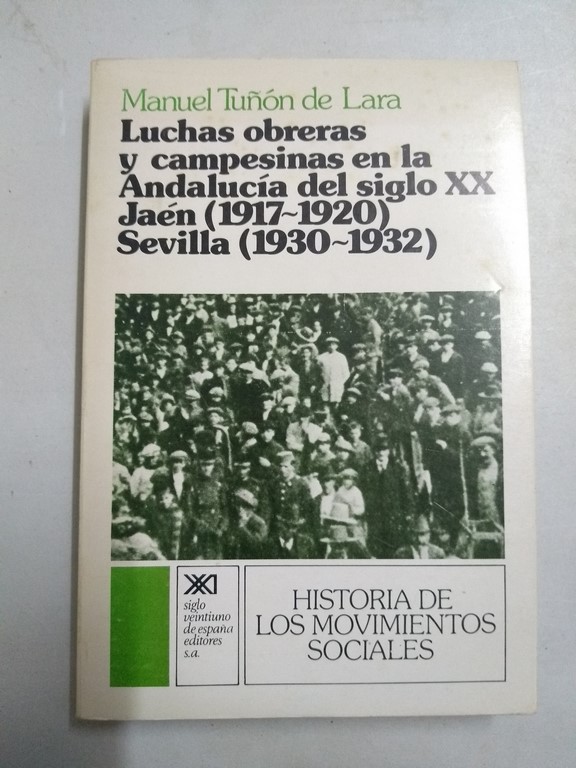 Manuel Tuñón de Lara
Luchas obreras
y campesinas en la
Andalucía del siglo XX
Jaén (1917~1920)
Sevilla (1930~1932)
XXI
siglo
veintiuno
de españa
editores
s.a.
HISTORIA DE
LOS MOVIMIENTOS
SOCIALES